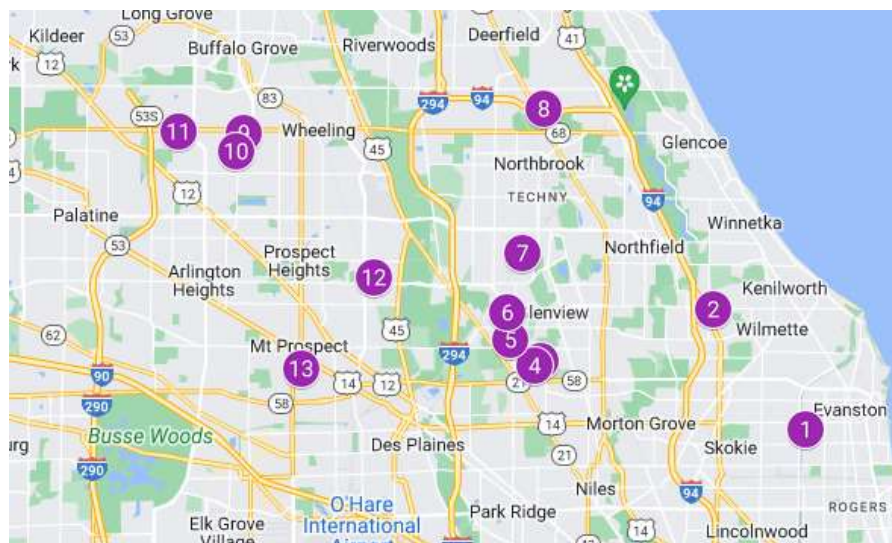 Long Grove
Kildeer
53
Buffalo Grove
Riverwoods
Deerfield
41
12
83
294
94
8
53S
11
9
10
Wheeling
45
68
Glencoe
Northbrook
TECHNY
12
94
Palatine
Winnetka
53
7
Northfield
Prospect
Heights
Arlington
Heights
12
Kenilworth
6
lenview
2
Wilmette
62
45
5
Mt Prospect
294
4
90
13
14
12
21
58
290
58
Evanston
Busse Woods
14
Morton Grove
1
Des Plaines
Skokie
urg
21
290
Niles
94
O'Hare
International
Park Ridge
ROGERS
Elk Grove
14
Lincolnwood